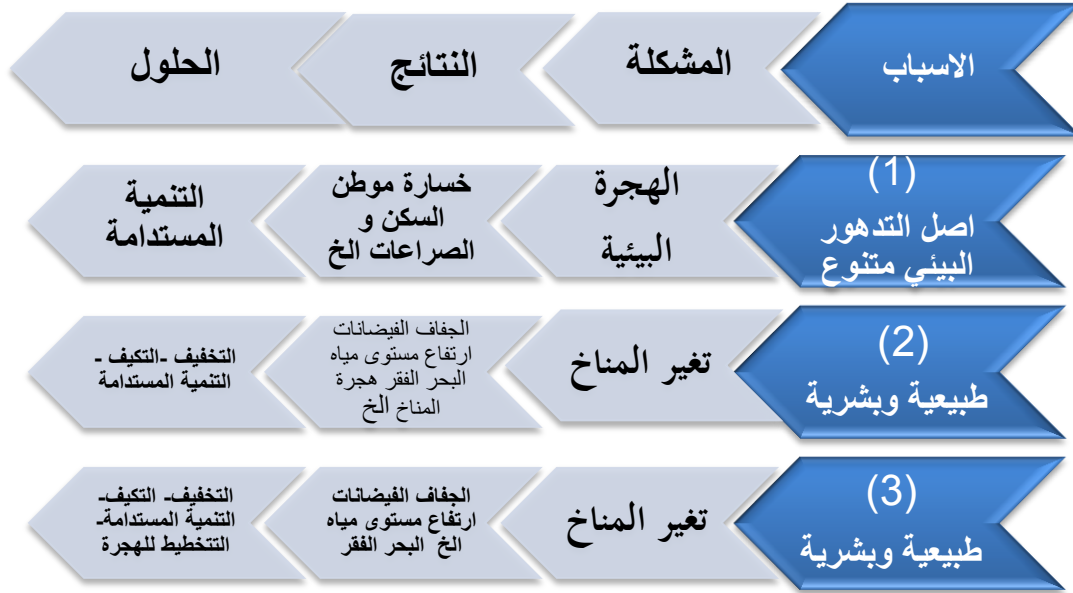 الاسباب
المشكلة
النتائج
الحلول
(1)
اصل التدهور
البيئي متنوع
الهجرة
البيئية
خسارة موطن
السكن و
الصراعات الخ
التنمية
المستدامة
(2)
طبيعية وبشرية
تغير المناخ
الجفاف الفيضانات
ارتفاع مستوى مياه
البحر الفقر هجرة
المناخ الخ
التخفيف -التكيف -
التنمية المستدامة
(3)
طبيعية وبشرية
تغير المناخ
الجفاف الفيضانات
ارتفاع مستوى مياه
الخ البحر الفقر
التخفيف- التكيف-
التنمية المستدامة-
التتخطيط للهجرة